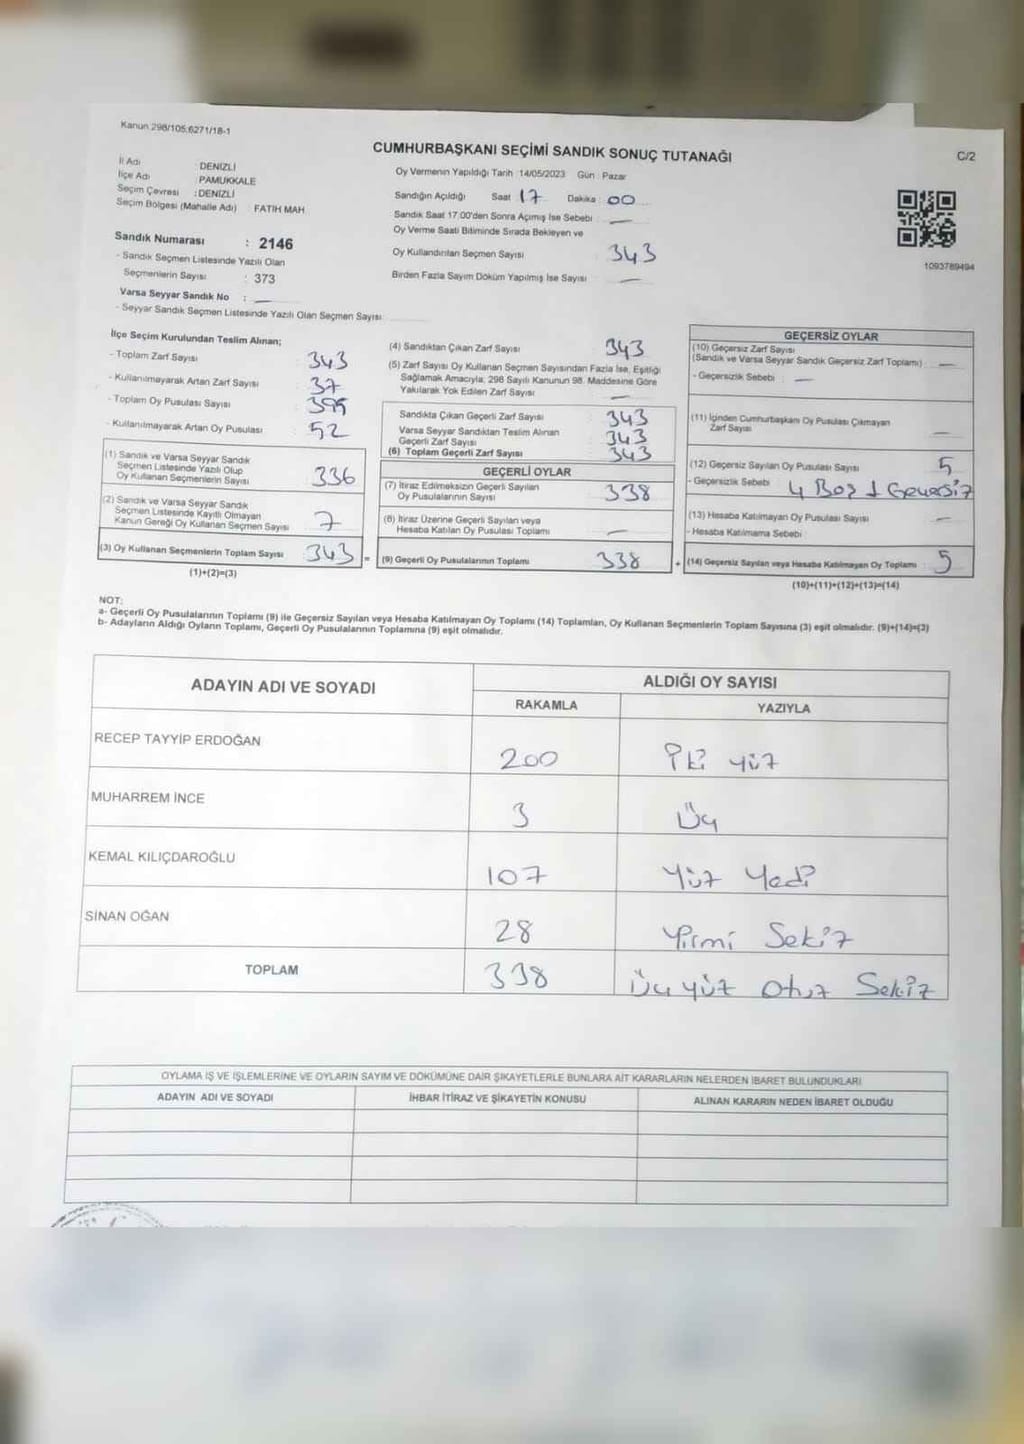 Kanun 298/105;6271/18-1
CUMHURBAŞKANI SEÇİMİ SANDIK SONUÇ TUTANAĞI
C/2
İl Adı : DENİZLİ
İlçe Adı : PAMUKKALE
Seçim Çevresi : DENİZLİ
Seçim Bölgesi (Mahalle Adı) : FATIH MAH
Oy Vermenin Yapıldığı Tarih : 14/05/2023 Gün : Pazar
Sandığın Açıldığı Saat 17 Dakika : 00
Sandık Saat 17:00'den Sonra Açımış İse Sebebi : —
Oy Verme Saati Bitiminde Sırada Bekleyen ve
Oy Kullandırılan Seçmen Sayısı 343
Birden Fazla Sayım Döküm Yapılmış İse Sayısı —
1093789494
Sandık Numarası : 2146
- Sandık Seçmen Listesinde Yazılı Olan
Seçmenlerin Sayısı : 373
Varsa Seyyar Sandık No : —
- Seyyar Sandık Seçmen Listesinde Yazılı Olan Seçmen Sayısı
İlçe Seçim Kurulundan Teslim Alınan;
- Toplam Zarf Sayısı 343
- Kullanılmayarak Artan Zarf Sayısı 37
- Toplam Oy Pusulası Sayısı
- Kullanılmayarak Artan Oy Pusulası 52
(1) Sandık ve Varsa Seyyar Sandık
Seçmen Listesinde Yazılı Olup
Oy Kullanan Seçmenlerin Sayısı 336
(2) Sandık ve Varsa Seyyar Sandık
Seçmen Listesinde Kayıtlı Olmayan
Kanun Gereği Oy Kullanan Seçmen Sayısı 7
(3) Oy Kullanan Seçmenlerin Toplam Sayısı : 343 =
(1)+(2)=(3)
(4) Sandıktan Çıkan Zarf Sayısı 343
(5) Zarf Sayısı Oy Kullanan Seçmen Sayısından Fazla İse, Eşitliği
Sağlamak Amacıyla; 298 Sayılı Kanunun 98. Maddesine Göre
Yakılarak Yok Edilen Zarf Sayısı —
Sandıkta Çıkan Geçerli Zarf Sayısı 343
Varsa Seyyar Sandıktan Teslim Alınan
Geçerli Zarf Sayısı 343
(6) Toplam Geçerli Zarf Sayısı 343
GEÇERLİ OYLAR
(7) İtiraz Edilmeksizin Geçerli Sayılan
Oy Pusulalarının Sayısı 338
(8) İtiraz Üzerine Geçerli Sayılan veya
Hesaba Katılan Oy Pusulası Toplamı —
(9) Geçerli Oy Pusulalarının Toplamı 338 +
GEÇERSİZ OYLAR
(10) Geçersiz Zarf Sayısı
(Sandık ve Varsa Seyyar Sandık Geçersiz Zarf Toplamı) —
- Geçersizlik Sebebi : —
(11) İçinden Cumhurbaşkanı Oy Pusulası Çıkmayan
Zarf Sayısı —
(12) Geçersiz Sayılan Oy Pusulası Sayısı 5
- Geçersizlik Sebebi 4 Boş 1 Geçersiz
(13) Hesaba Katılmayan Oy Pusulası Sayısı —
- Hesaba Katılmama Sebebi
(14) Geçersiz Sayılan veya Hesaba Katılmayan Oy Toplamı : 5
(10)+(11)+(12)+(13)=(14)
NOT:
a- Geçerli Oy Pusulalarının Toplamı (9) ile Geçersiz Sayılan veya Hesaba Katılmayan Oy Toplamı (14) Toplamları, Oy Kullanan Seçmenlerin Toplam Sayısına (3) eşit olmalıdır. (9)+(14)=(3)
b- Adayların Aldığı Oyların Toplamı, Geçerli Oy Pusulalarının Toplamına (9) eşit olmalıdır.
ADAYIN ADI VE SOYADI ALDIĞI OY SAYISI
RAKAMLA YAZIYLA
RECEP TAYYİP ERDOĞAN 200 İki yüz
MUHARREM İNCE 3 Üç
KEMAL KILIÇDAROĞLU 107 Yüz Yedi
SİNAN OĞAN 28 Yirmi Sekiz
TOPLAM 338 Üç yüz Otuz Sekiz
OYLAMA İŞ VE İŞLEMLERİNE VE OYLARIN SAYIM VE DÖKÜMÜNE DAİR ŞİKAYETLERLE BUNLARA AİT KARARLARIN NELERDEN İBARET BULUNDUKLARI
ADAYIN ADI VE SOYADI İHBAR İTİRAZ VE ŞİKAYETİN KONUSU ALINAN KARARIN NEDEN İBARET OLDUĞU